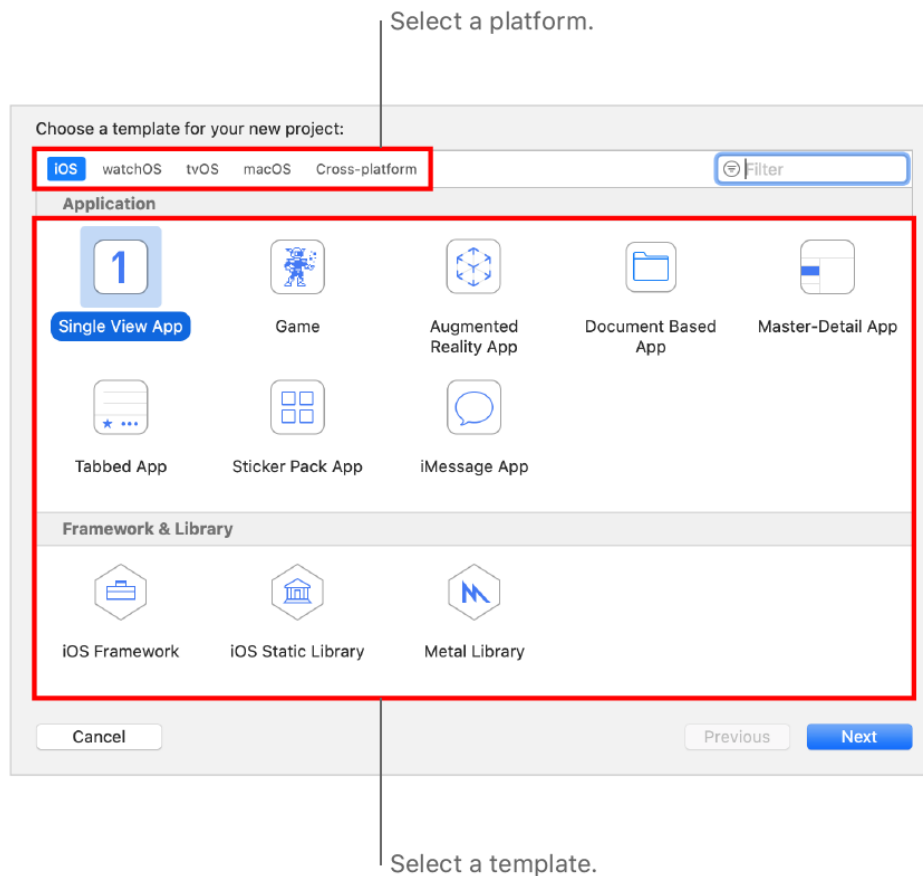 Select a platform.
Choose a template for your new project:
iOS watchOS tvOS macOS Cross-platform Filter
Application
1
Single View App Game Augmented Reality App Document Based App Master-Detail App
Tabbed App Sticker Pack App iMessage App
Framework & Library
iOS Framework iOS Static Library Metal Library
Cancel Previous Next
Select a template.